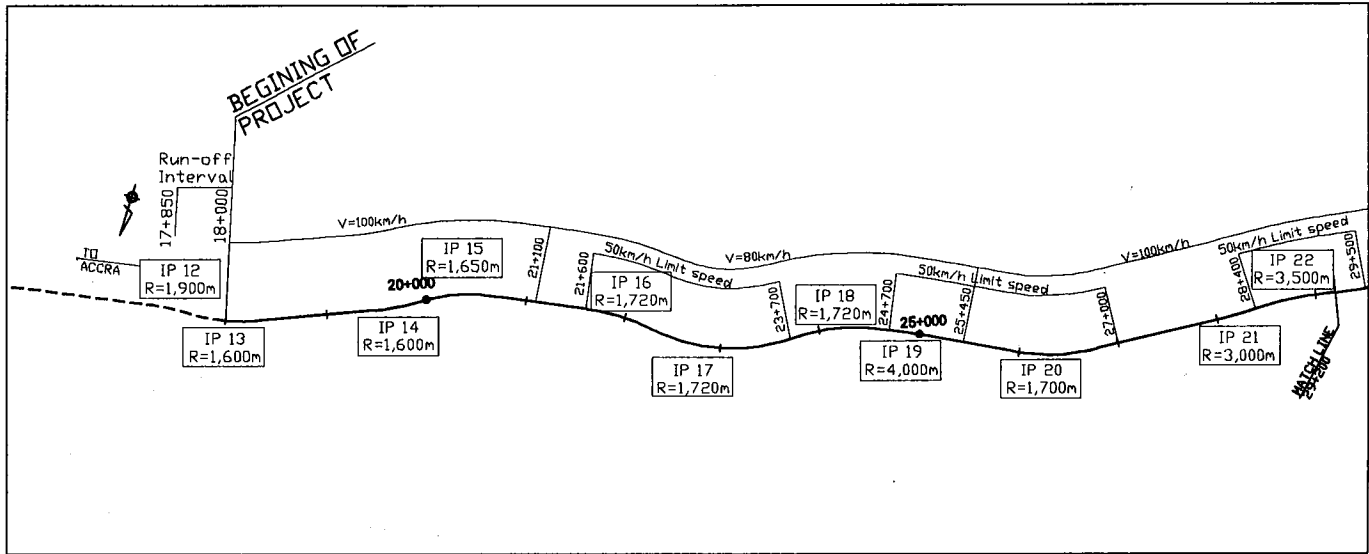 BEGINING OF
PROJECT
Run-off
Interval
17+850
18+000
TO
ACCRA
IP 12
R=1,900m
IP 13
R=1,600m
V=100km/h
IP 14
R=1,600m
20+000
IP 15
R=1,650m
21+100
21+600
50km/h Limit speed
IP 16
R=1,720m
IP 17
R=1,720m
V=80km/h
23+700
IP 18
R=1,720m
24+700
50km/h Limit speed
25+000
25+450
IP 19
R=4,000m
IP 20
R=1,700m
27+000
V=100km/h
50km/h Limit speed
28+400
IP 22
R=3,500m
29+500
IP 21
R=3,000m
MATCH LINE
29+200